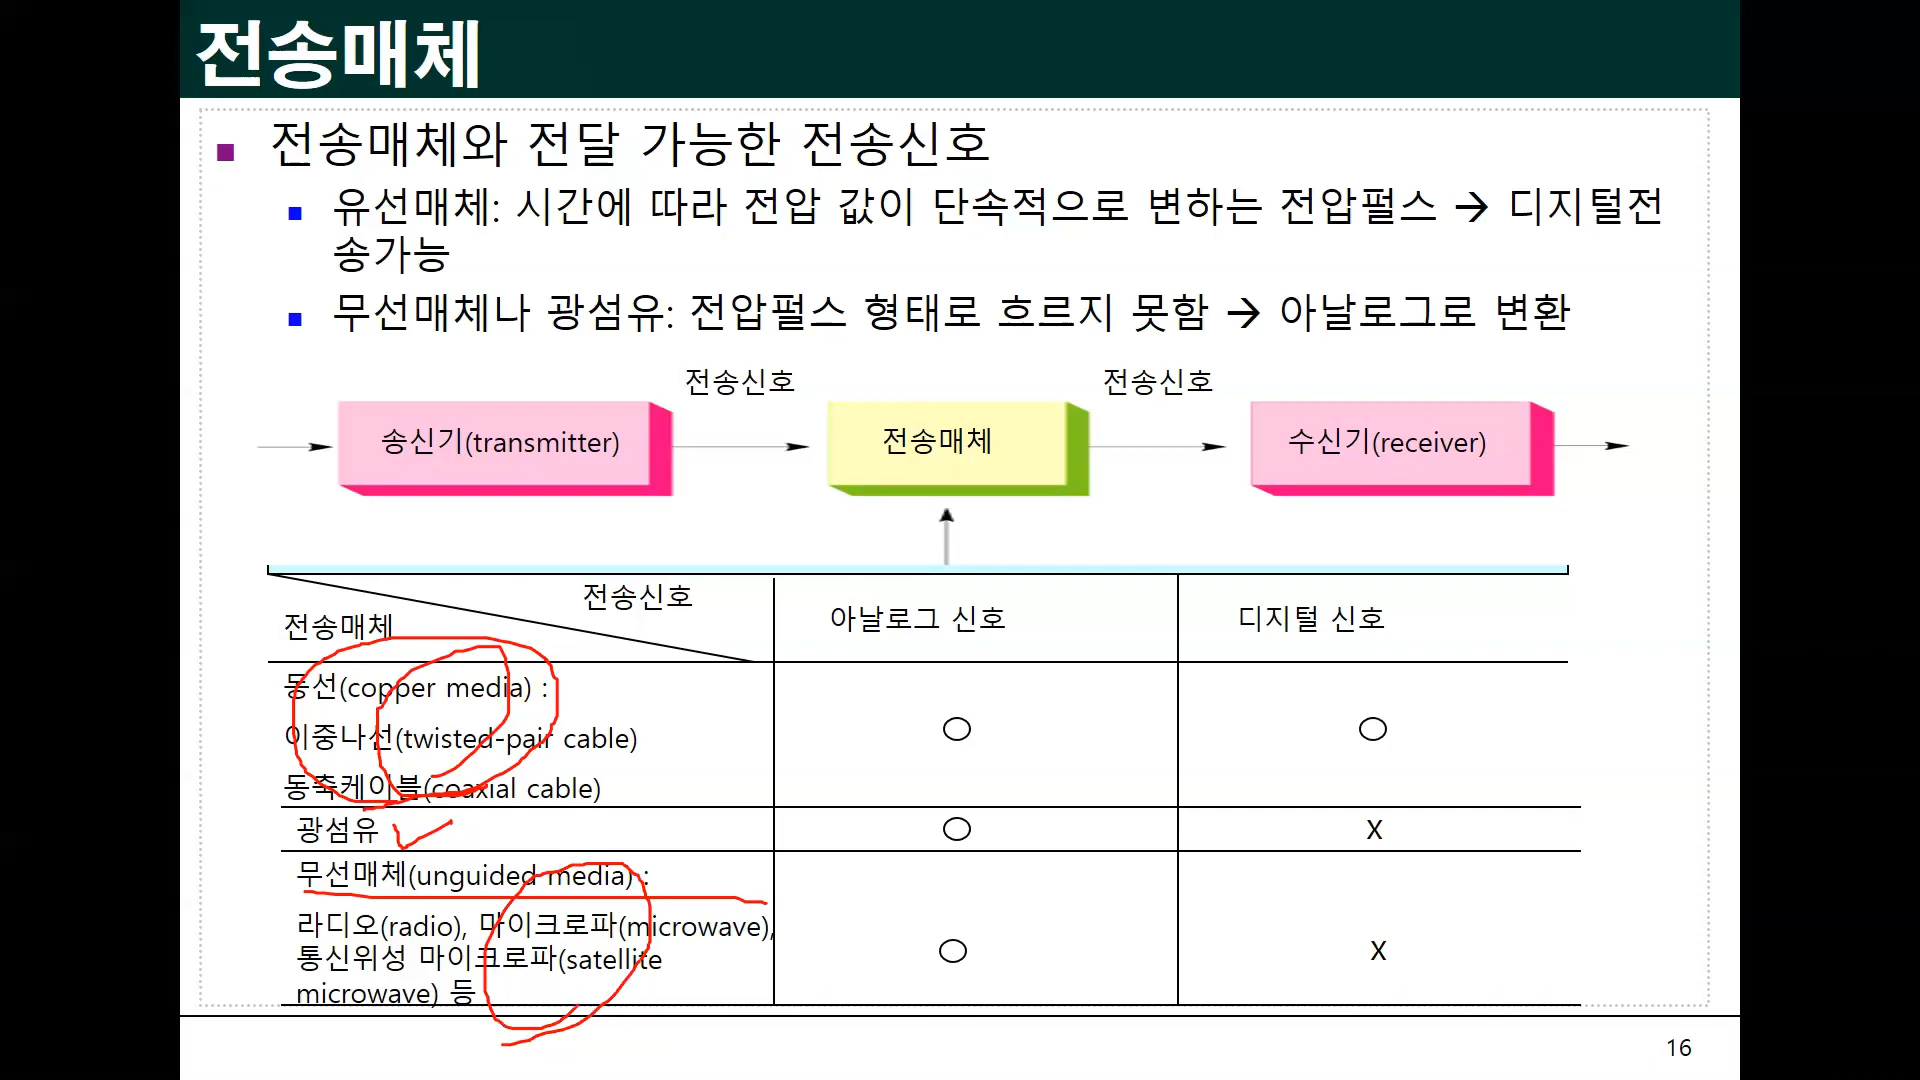 전송매체
전송매체와 전달 가능한 전송신호
유선매체: 시간에 따라 전압 값이 단속적으로 변하는 전압펄스 → 디지털전
송가능
무선매체나 광섬유: 전압펄스 형태로 흐르지 못함 → 아날로그로 변환
전송신호 전송신호
송신기(transmitter) 전송매체 수신기(receiver)
전송신호
전송매체 아날로그 신호 디지털 신호
동선(copper media) :
이중나선(twisted-pair cable) ○ ○
동축케이블(coaxial cable)
광섬유 ○ X
무선매체(unguided media) :
라디오(radio), 마이크로파(microwave),
통신위성 마이크로파(satellite ○ X
microwave) 등
16